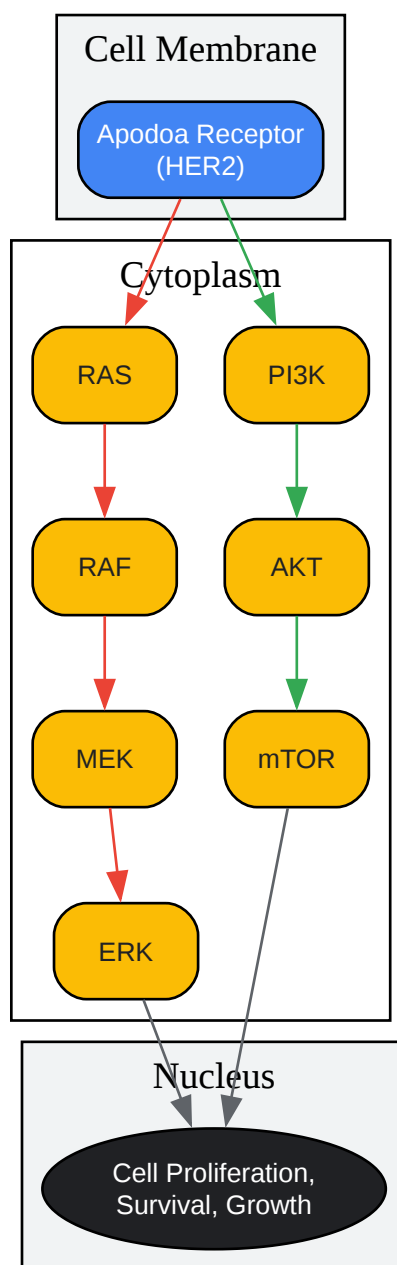 Cell Membrane
Apodoa Receptor
(HER2)
Cytoplasm
RAS
PI3K
RAF
AKT
MEK
mTOR
ERK
Nucleus
Cell Proliferation,
Survival, Growth